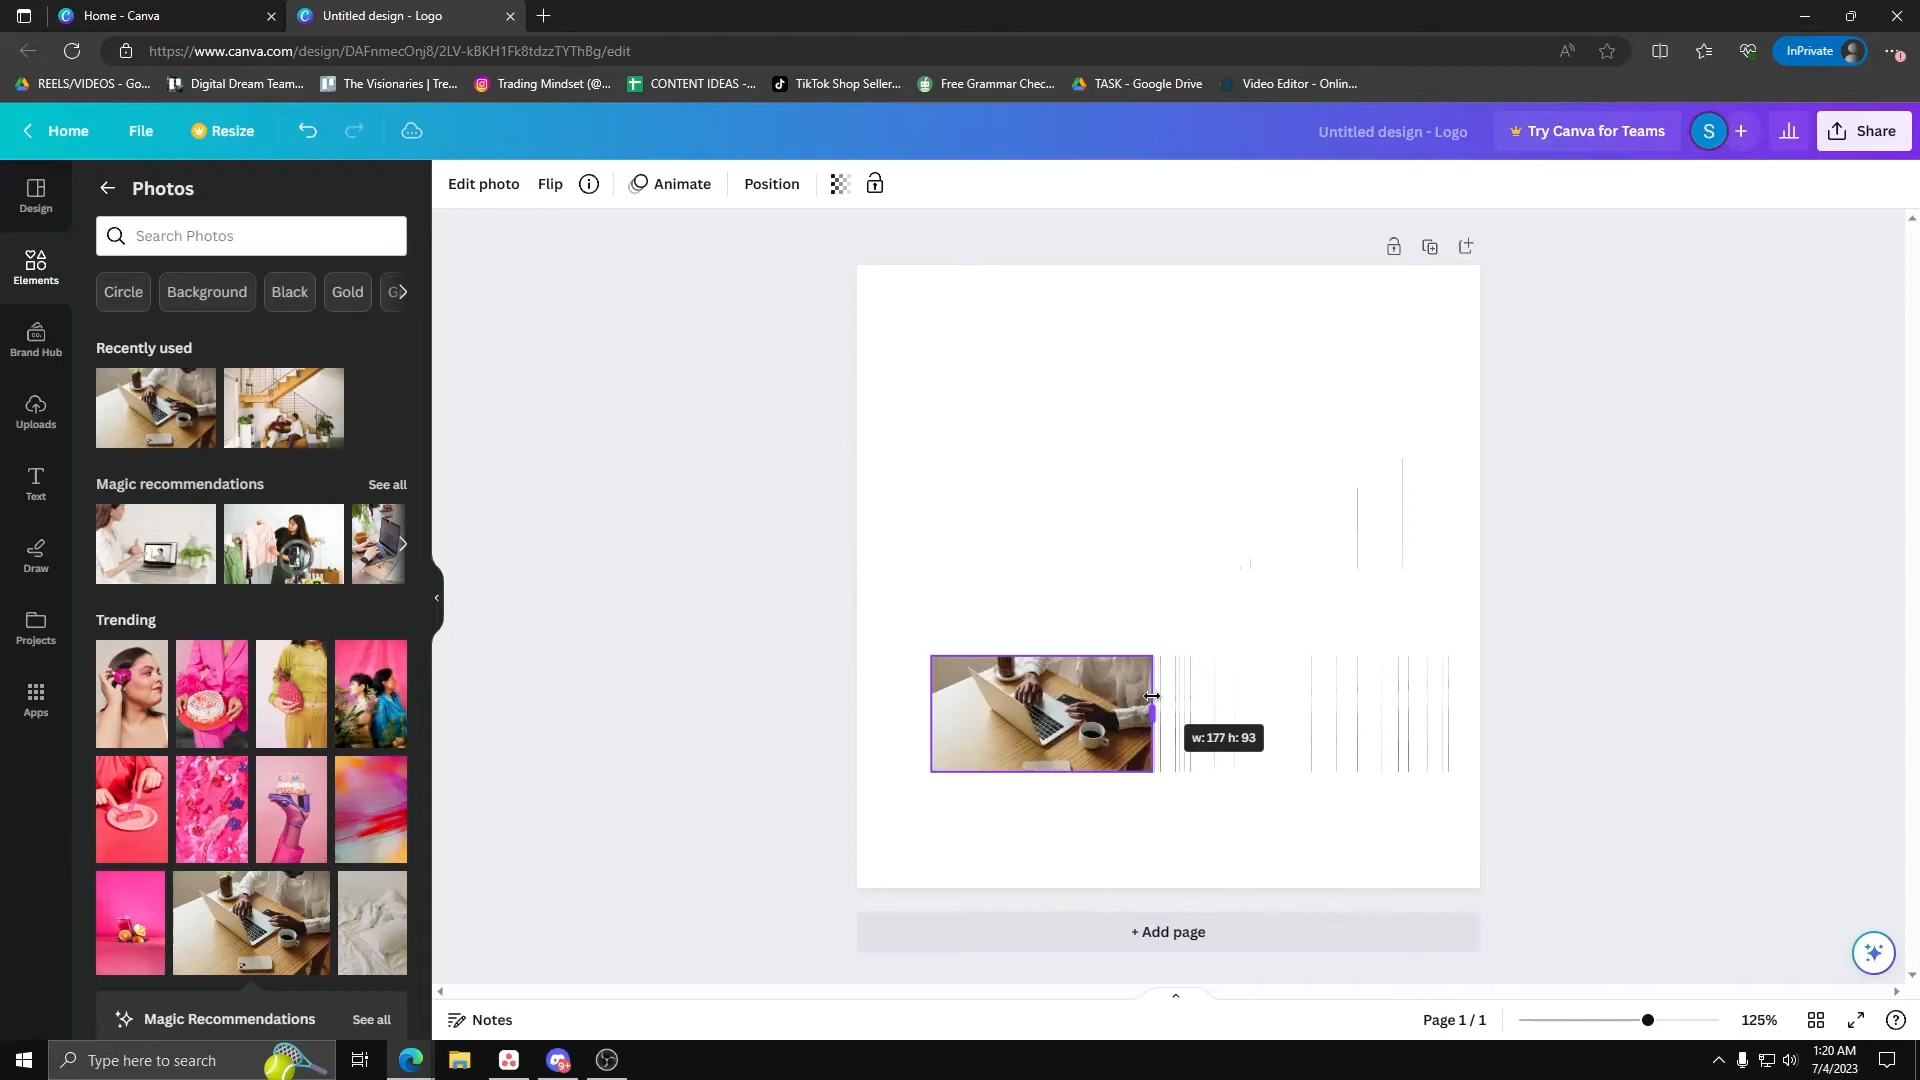 Home - Canva
Untitled design - Logo
https://www.canva.com/design/DAFnmecOnj8/2LV-kBKH1Fk8tdzzTYThBg/edit
InPrivate
REELS/VIDEOS - Go...
Digital Dream Team...
The Visionaries | Tre...
Trading Mindset (@...
CONTENT IDEAS -...
TikTok Shop Seller...
Free Grammar Chec...
TASK - Google Drive
Video Editor - Onlin...
Home
File
Resize
Untitled design - Logo
Try Canva for Teams
S
Share
Design
Elements
Brand Hub
Uploads
Text
Draw
Projects
Apps
Photos
Search Photos
Circle
Background
Black
Gold
Recently used
Magic recommendations
See all
Trending
Magic Recommendations
See all
Edit photo
Flip
Animate
Position
w: 177 h: 93
+ Add page
Notes
Page 1 / 1
125%
Type here to search
9+
1:20 AM
7/4/2023